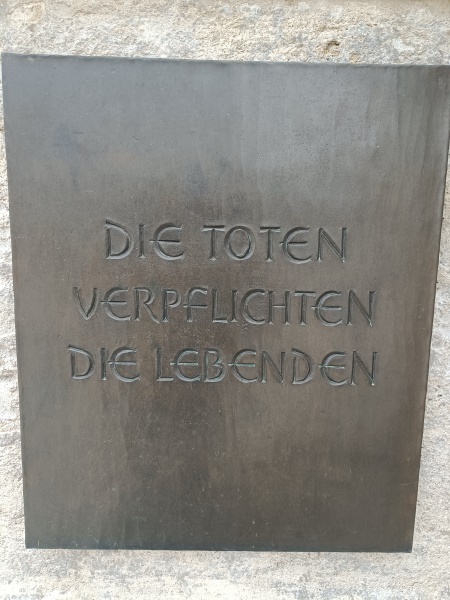 DIE TOTEN
VERPFLICHTEN
DIE LEBENDEN